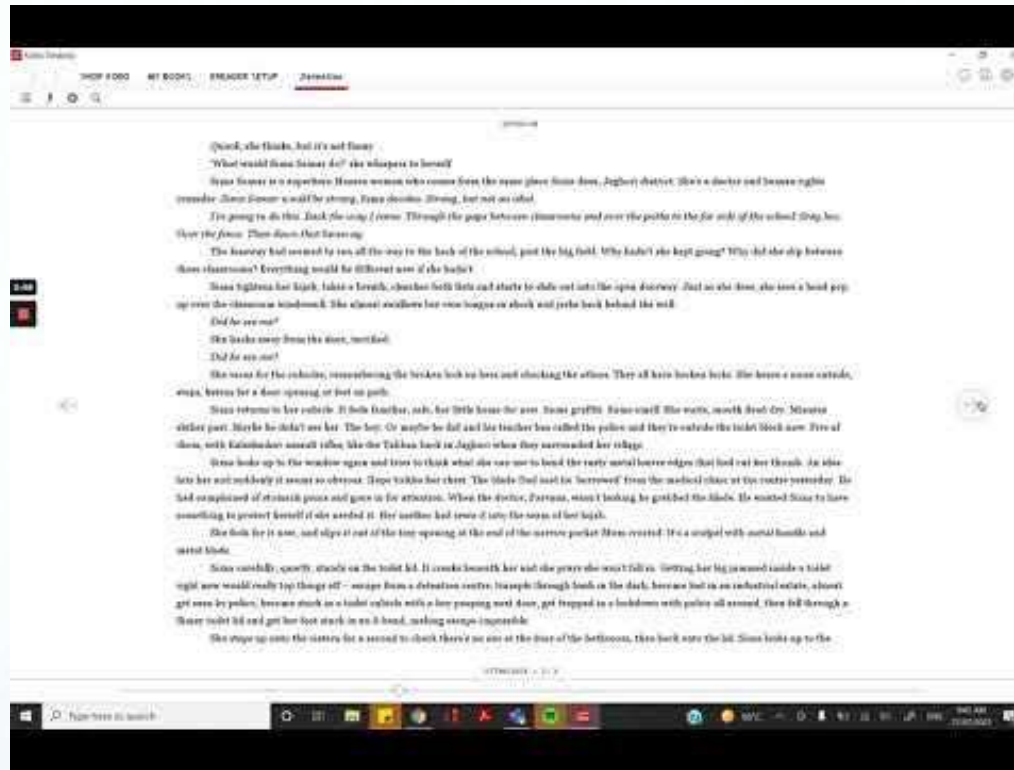 SHOP KOBO MY BOOKS EREADER SETUP Detention
she thinks, but it's not funny
'What would Sima Samar do?' she whispers to herself
Sima Samar is a superhero Hazara woman who comes from the same place Sima does, Jaghori district. She's a doctor and human rights
Sima Samar would be strong, Sima decides. Strong, but not an idiot.
I'm going to do this. Back the way I came. Through the gaps between classrooms and over the paths to the far side of the school. Stay low.
Over the fence. Then down that laneway.
The laneway had seemed to run all the way to the back of the school, past the big field. Why hadn't she kept going? Why did she slip between
those classrooms? Everything would be different now if she hadn't.
Sima tightens her hijab, takes a breath, clenches both fists and starts to slide out into the open doorway. Just as she does, she sees a head pop
up over the classroom windowsill. She almost swallows her own tongue in shock and jerks back behind the wall.
Did he see me?
She backs away from the door, terrified.
Did he see me?
She races for the cubicles, remembering the broken lock on hers and checking the others. They all have broken locks. She hears a noise outside,
stops, listens for a door opening or feet on path.
Sima returns to her cubicle. It feels familiar, safe, her little home for now. Same graffiti. Same smell. She waits, mouth dead dry. Minutes
slither past. Maybe he didn't see her. The boy. Or maybe he did and his teacher has called the police and they're outside the toilet block now. Five of
them, with Kalashnikov assault rifles, like the Taliban back in Jaghori when they surrounded her village.
Sima looks up to the window again and tries to think what she can use to bend the rusty metal louvre edges that had cut her thumb. An idea
hits her and suddenly it seems so obvious. Hope tickles her chest. The blade Dad said he 'borrowed' from the medical clinic at the centre yesterday. He
had complained of stomach pains and gone in for attention. When the doctor, wasn't looking he grabbed the blade. He wanted Sima to have
something to protect herself if she needed it. Her mother had sewn it into the seam of her hijab.
She feels for it now, and slips it out of the tiny opening at the end of the narrow pocket Mum created. It's a scalpel with metal handle and
metal blade.
Sima carefully, quietly, stands on the toilet lid. It creaks beneath her and she prays she won't fall in. Getting her leg jammed inside a toilet
right now would really top things off – escape from a detention centre, trample through bush in the dark, become lost in an industrial estate, almost
get seen by police, become stuck in a toilet cubicle with a boy peeping next door, get trapped in a lockdown with police all around, then fall through a
flimsy toilet lid and get her foot stuck in an S-bend, making escape impossible.
She steps up onto the cistern for a second to check there's no one at the door of the bathroom, then back onto the lid. Sima looks up to the
Type here to search